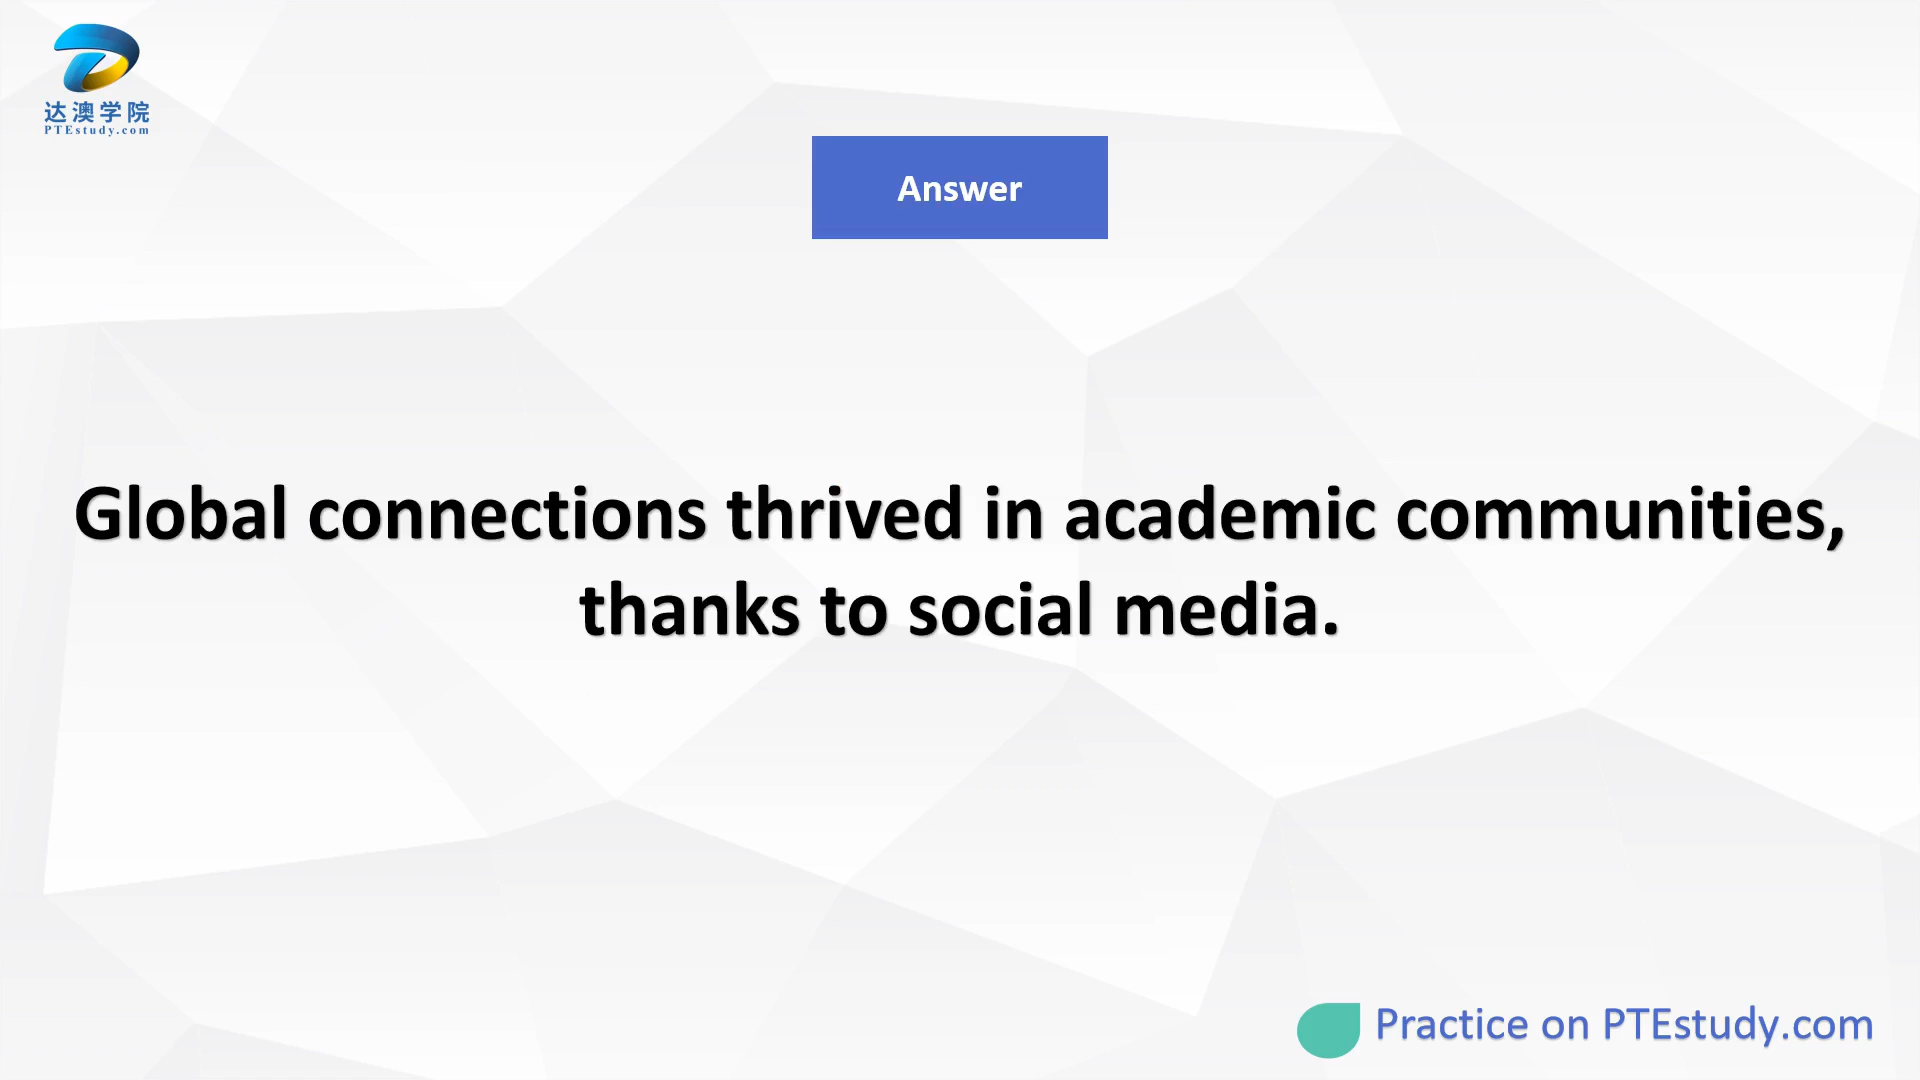 达澳学院
PTEstudy.com
Answer
Global connections thrived in academic communities,
thanks to social media.
Practice on PTEstudy.com